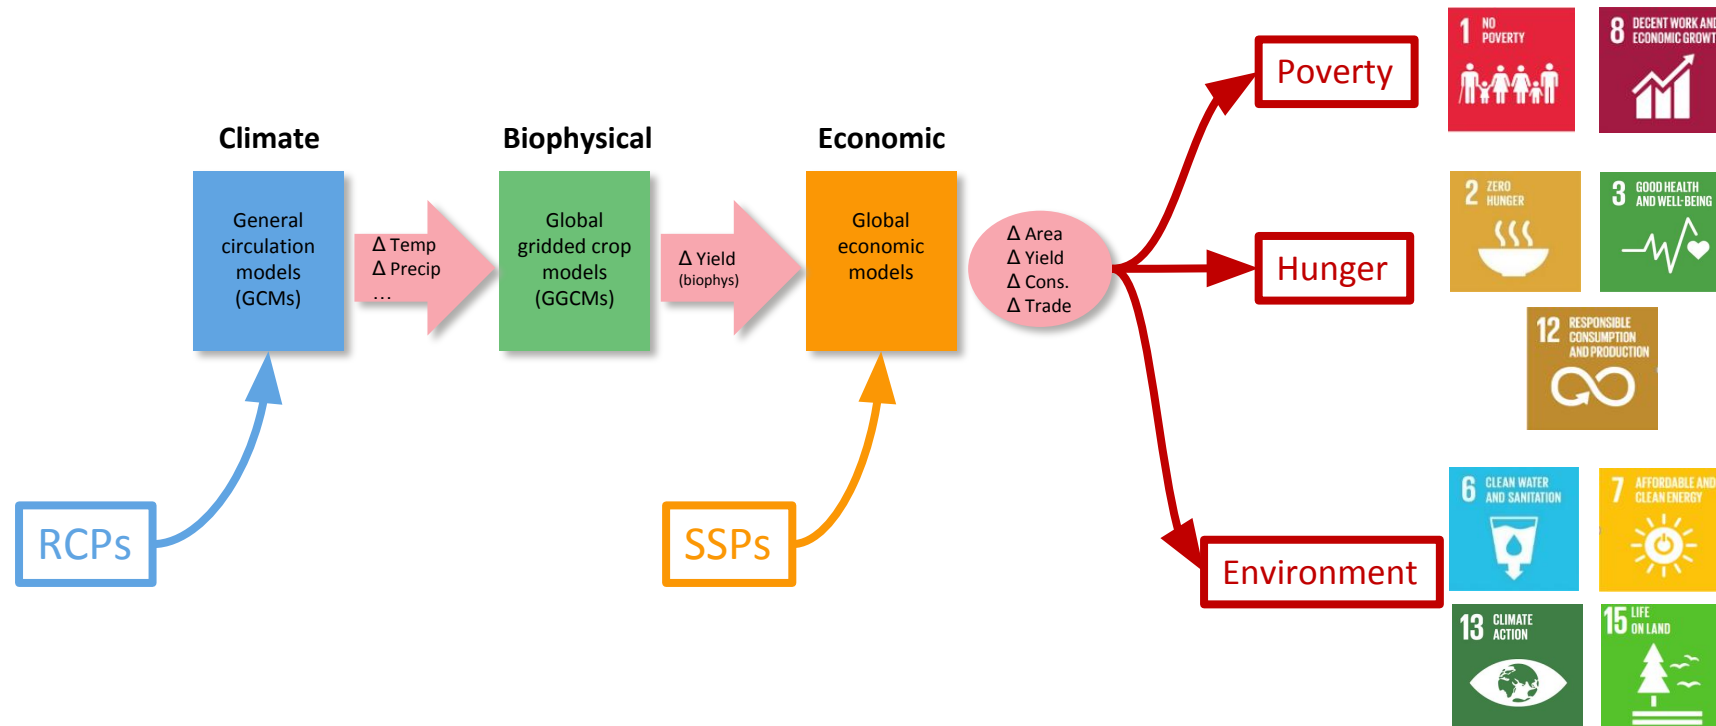 Climate
General
circulation
models
(GCMs)
Δ Temp
Δ Precip
…
Biophysical
Global
gridded crop
models
(GGCMs)
Δ Yield
(biophys)
Economic
Global
economic
models
Δ Area
Δ Yield
Δ Cons.
Δ Trade
RCPs
SSPs
Poverty
Hunger
Environment
1 NO
POVERTY
8 DECENT WORK AND
ECONOMIC GROWT
2 ZERO
HUNGER
3 GOOD HEALTH
AND WELL-BEING
12 RESPONSIBLE
CONSUMPTION
AND PRODUCTION
6 CLEAN WATER
AND SANITATION
7 AFFORDABLE AND
CLEAN ENERGY
13 CLIMATE
ACTION
15 LIFE
ON LAND